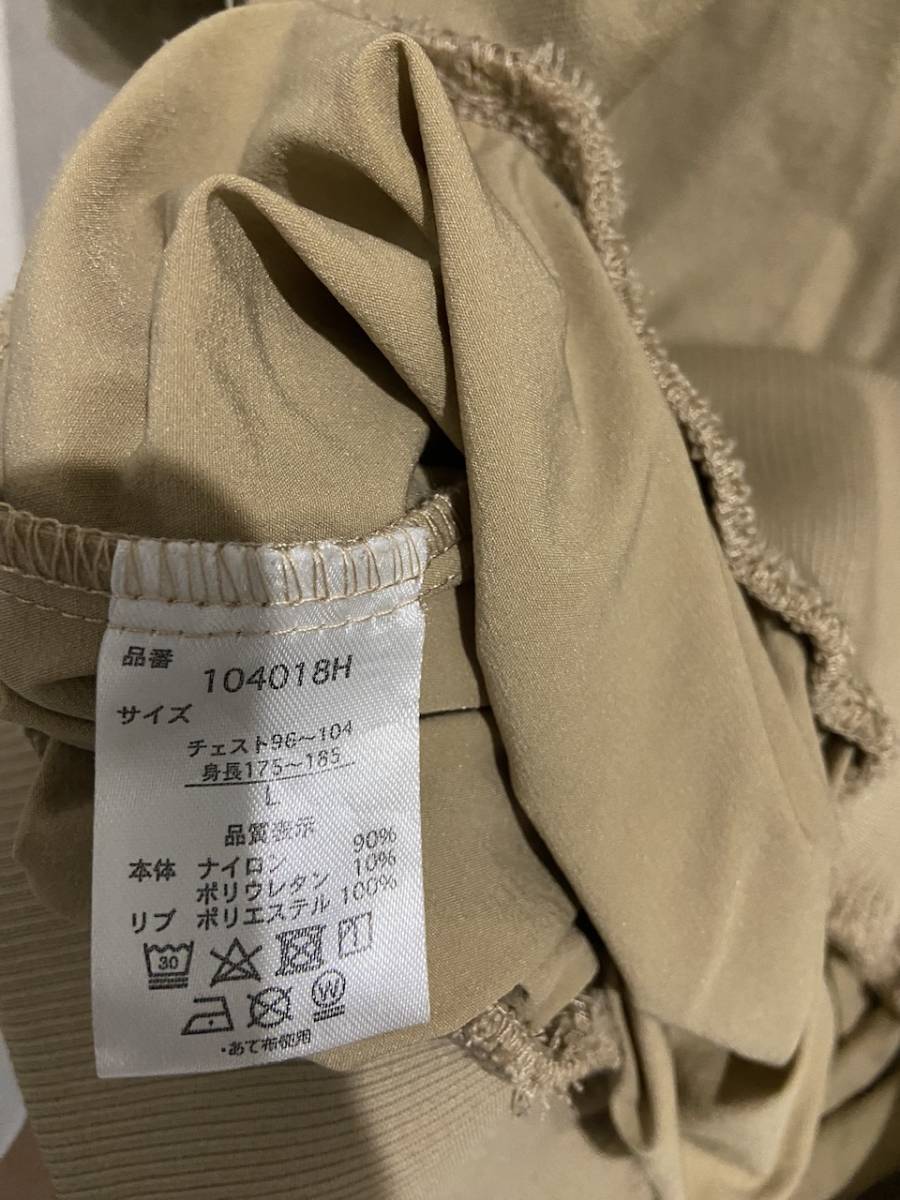 品番
104018H
サイズ
チェスト96～104
身長175～185
L
品質表示
本体 ナイロン 90%
ポリウレタン 10%
リブ ポリエステル 100%
30
W
・あて布使用